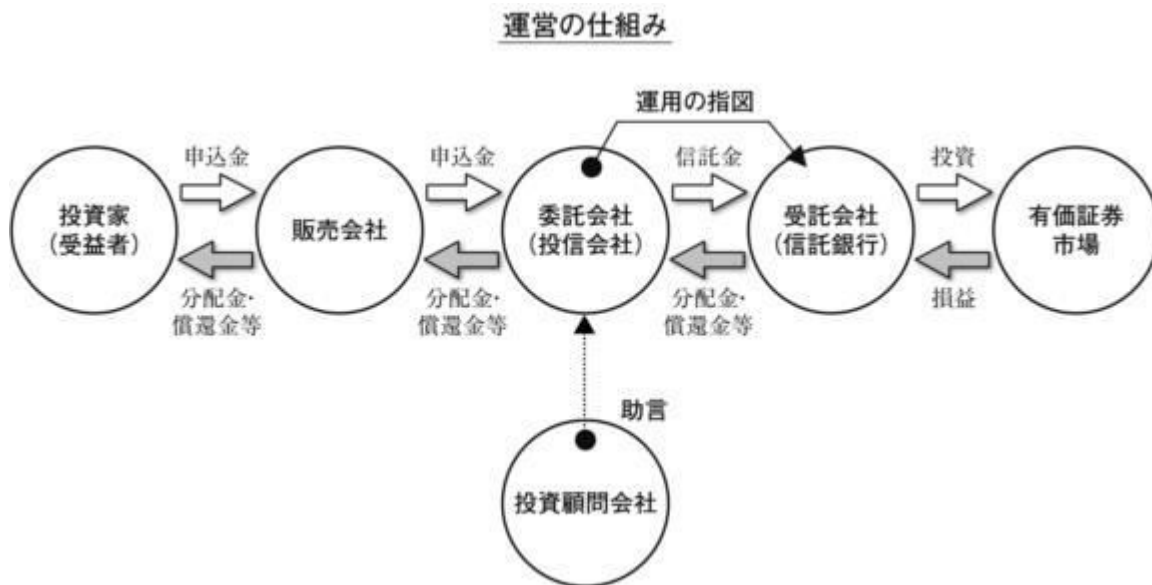 運営の仕組み
運用の指図
申込金
申込金
信託金
投資
投資家
（受益者）
販売会社
委託会社
（投信会社）
受託会社
（信託銀行）
有価証券
市場
分配金・
償還金等
分配金・
償還金等
分配金・
償還金等
損益
助言
投資顧問会社